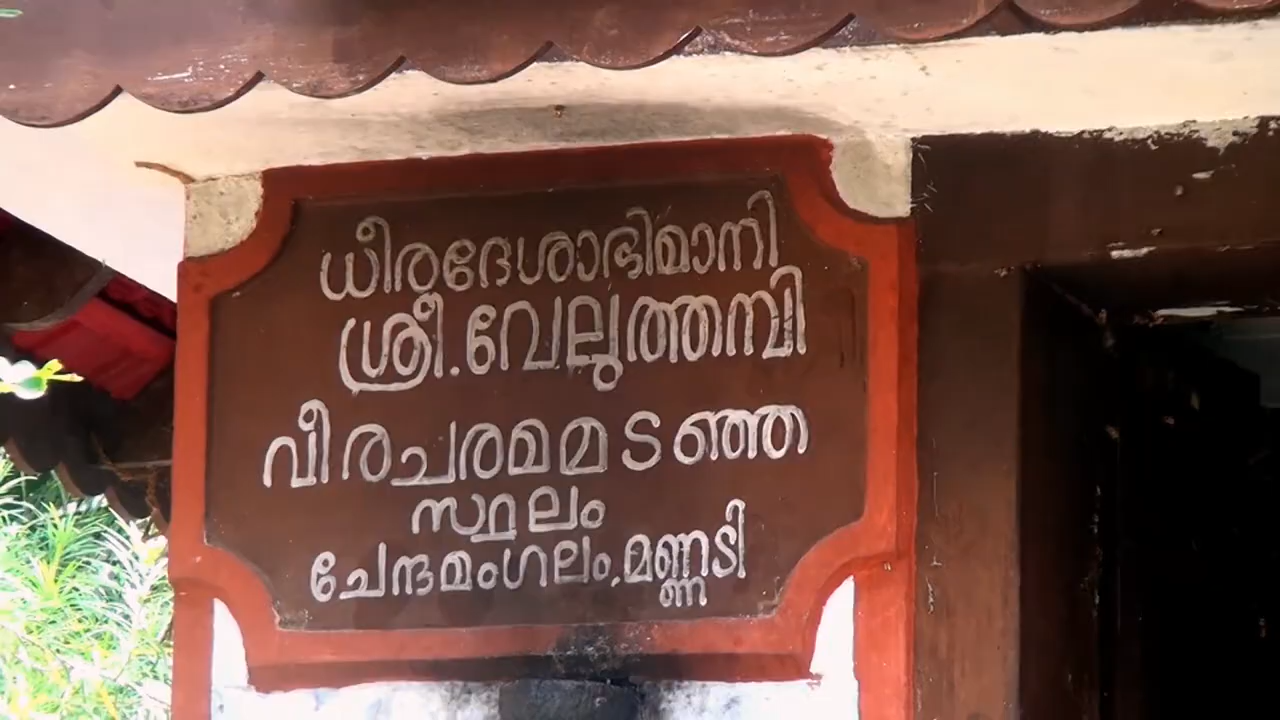 ധീരദേശാഭിമാനി
ശ്രീ.വേലുത്തമ്പി
വീരചരമമടഞ്ഞ
സ്ഥലം
ചേന്ദമംഗലം.മണ്ണടി